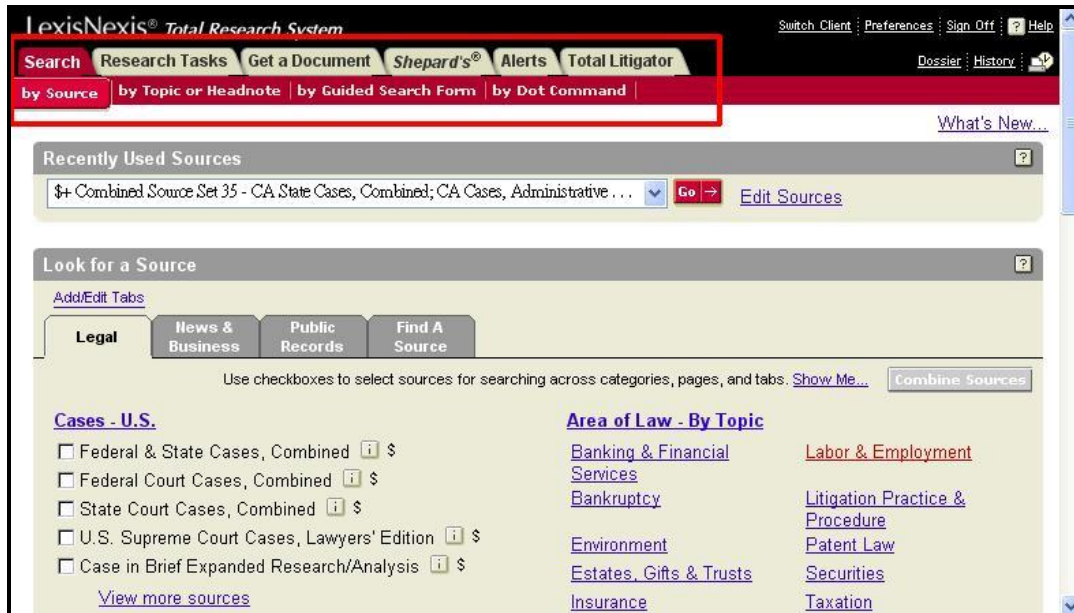 LexisNexis® Total Research System
Switch Client Preferences Sign Off ? Help
Search Research Tasks Get a Document Shepard's® Alerts Total Litigator
Dossier History
by Source by Topic or Headnote by Guided Search Form by Dot Command
What's New...
Recently Used Sources ?
$+ Combined Source Set 35 - CA State Cases, Combined; CA Cases, Administrative . . . Go → Edit Sources
Look for a Source ?
Add/Edit Tabs
Legal
News & Business
Public Records
Find A Source
Use checkboxes to select sources for searching across categories, pages, and tabs. Show Me... Combine Sources
Cases - U.S.
Federal & State Cases, Combined i $
Federal Court Cases, Combined i $
State Court Cases, Combined i $
U.S. Supreme Court Cases, Lawyers' Edition i $
Case in Brief Expanded Research/Analysis i $
View more sources
Area of Law - By Topic
Banking & Financial
Services
Bankruptcy
Environment
Estates, Gifts & Trusts
Insurance
Labor & Employment
Litigation Practice &
Procedure
Patent Law
Securities
Taxation